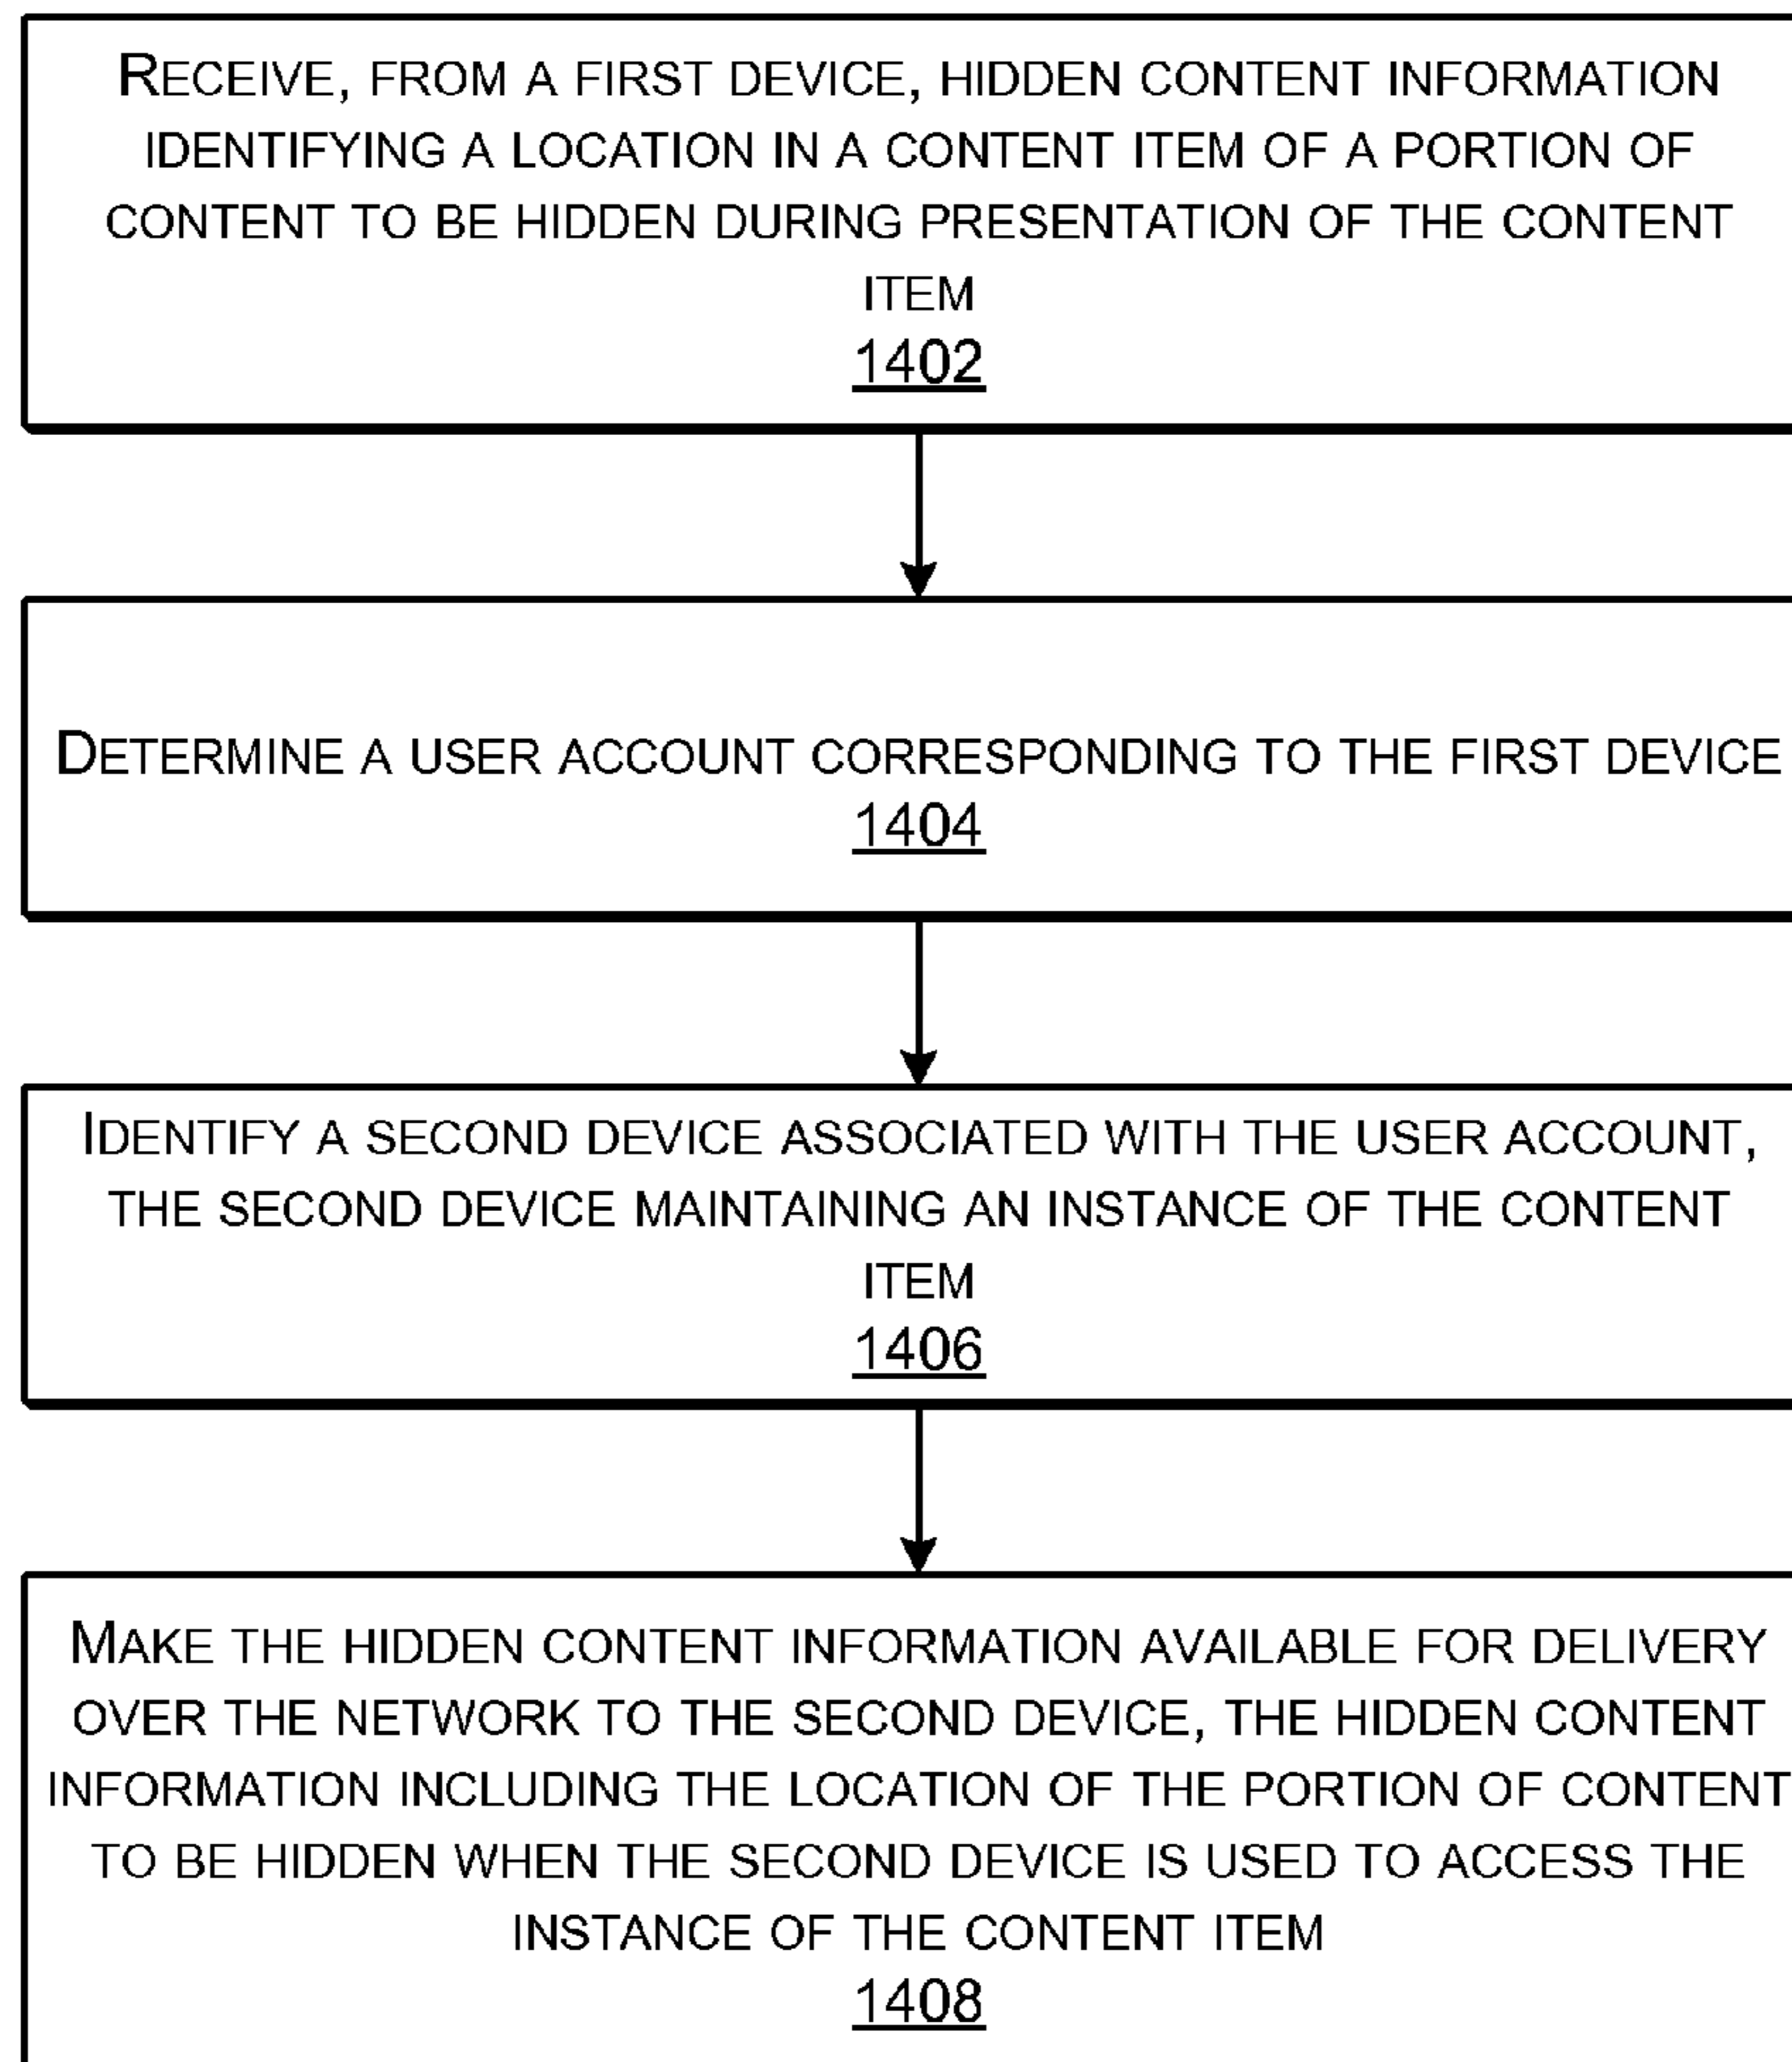 RECEIVE, FROM A FIRST DEVICE, HIDDEN CONTENT INFORMATION
IDENTIFYING A LOCATION IN A CONTENT ITEM OF A PORTION OF
CONTENT TO BE HIDDEN DURING PRESENTATION OF THE CONTENT
ITEM
1402
DETERMINE A USER ACCOUNT CORRESPONDING TO THE FIRST DEVICE
1404
IDENTIFY A SECOND DEVICE ASSOCIATED WITH THE USER ACCOUNT,
THE SECOND DEVICE MAINTAINING AN INSTANCE OF THE CONTENT
ITEM
1406
MAKE THE HIDDEN CONTENT INFORMATION AVAILABLE FOR DELIVERY
OVER THE NETWORK TO THE SECOND DEVICE, THE HIDDEN CONTENT
INFORMATION INCLUDING THE LOCATION OF THE PORTION OF CONTENT
TO BE HIDDEN WHEN THE SECOND DEVICE IS USED TO ACCESS THE
INSTANCE OF THE CONTENT ITEM
1408